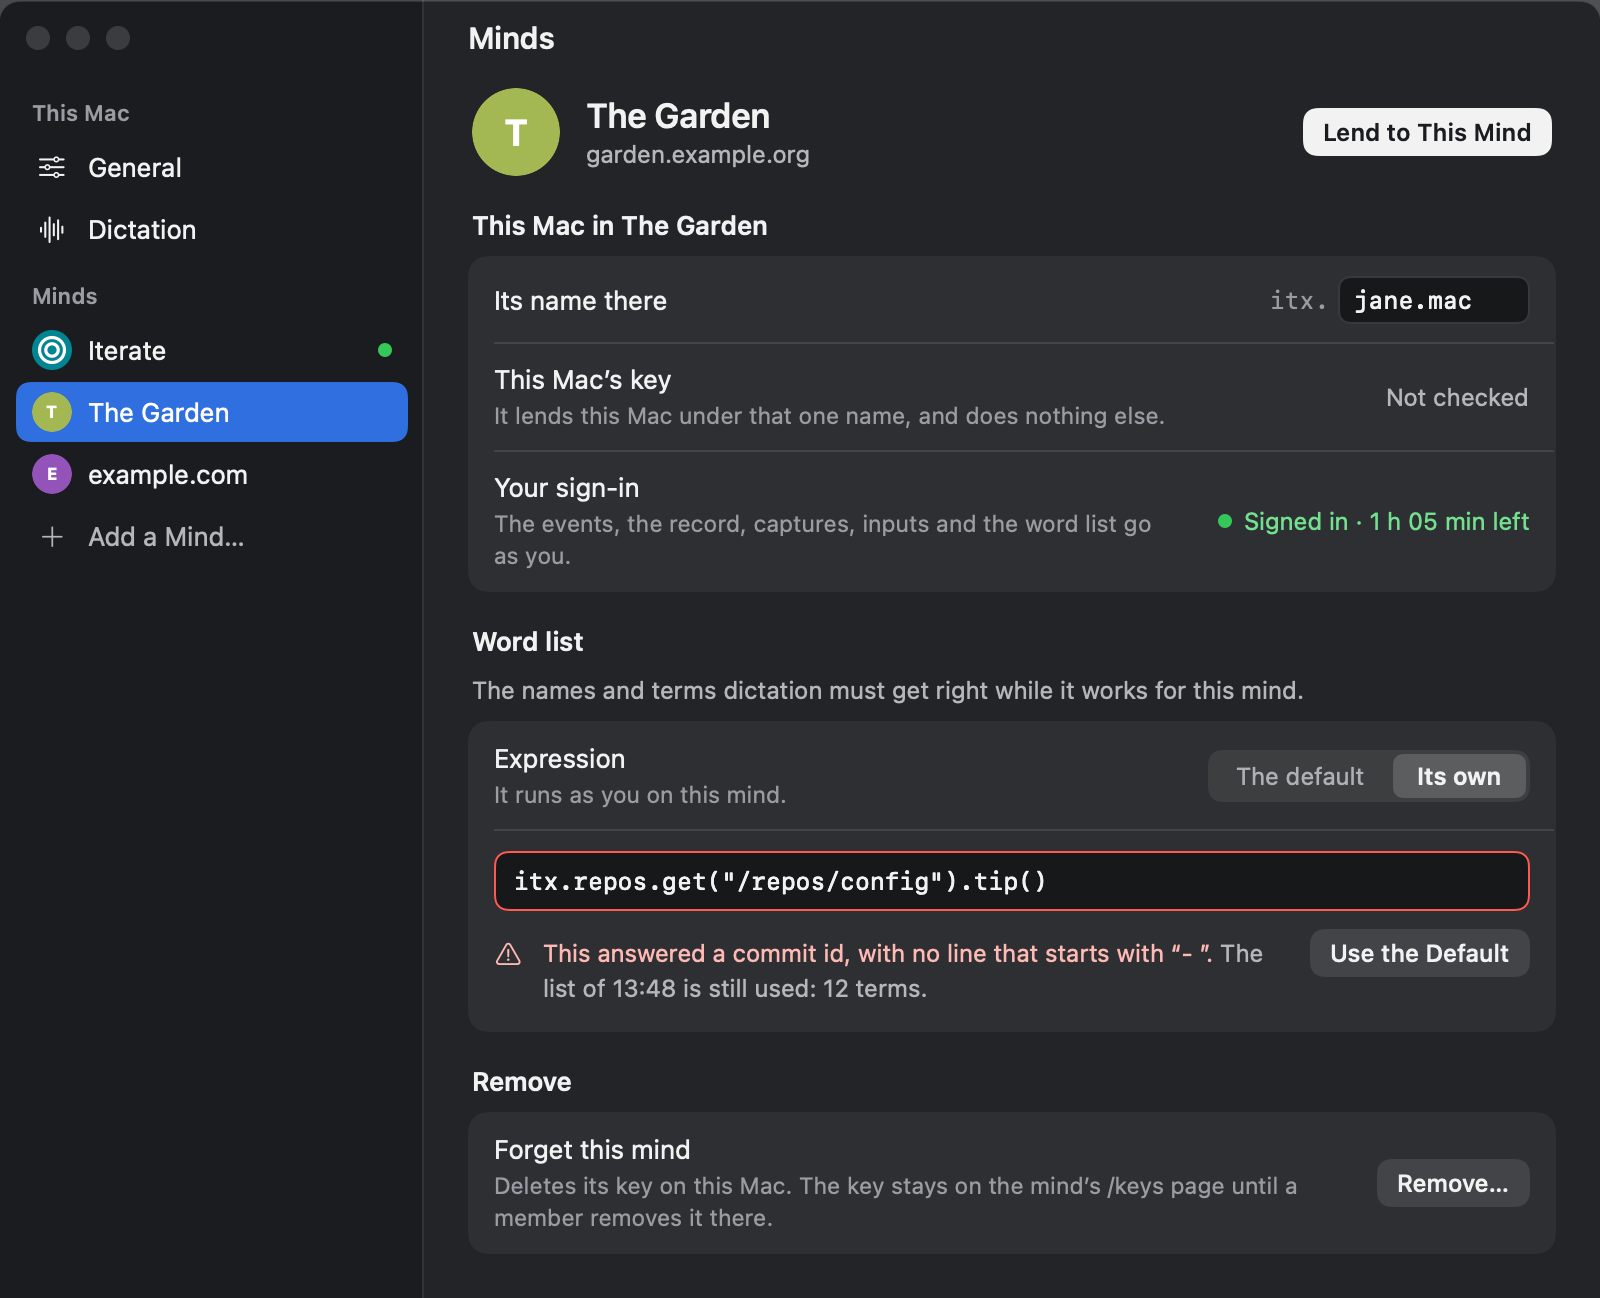 Minds
This Mac
General
Dictation
Minds
Iterate
T
The Garden
E
example.com
Add a Mind...
T
The Garden
garden.example.org
Lend to This Mind
This Mac in The Garden
Its name there
itx.
jane.mac
This Mac’s key
It lends this Mac under that one name, and does nothing else.
Not checked
Your sign-in
The events, the record, captures, inputs and the word list go
as you.
Signed in · 1 h 05 min left
Word list
The names and terms dictation must get right while it works for this mind.
Expression
It runs as you on this mind.
The default
Its own
itx.repos.get("/repos/config").tip()
This answered a commit id, with no line that starts with “- ”. The
list of 13:48 is still used: 12 terms.
Use the Default
Remove
Forget this mind
Deletes its key on this Mac. The key stays on the mind’s /keys page until a
member removes it there.
Remove...